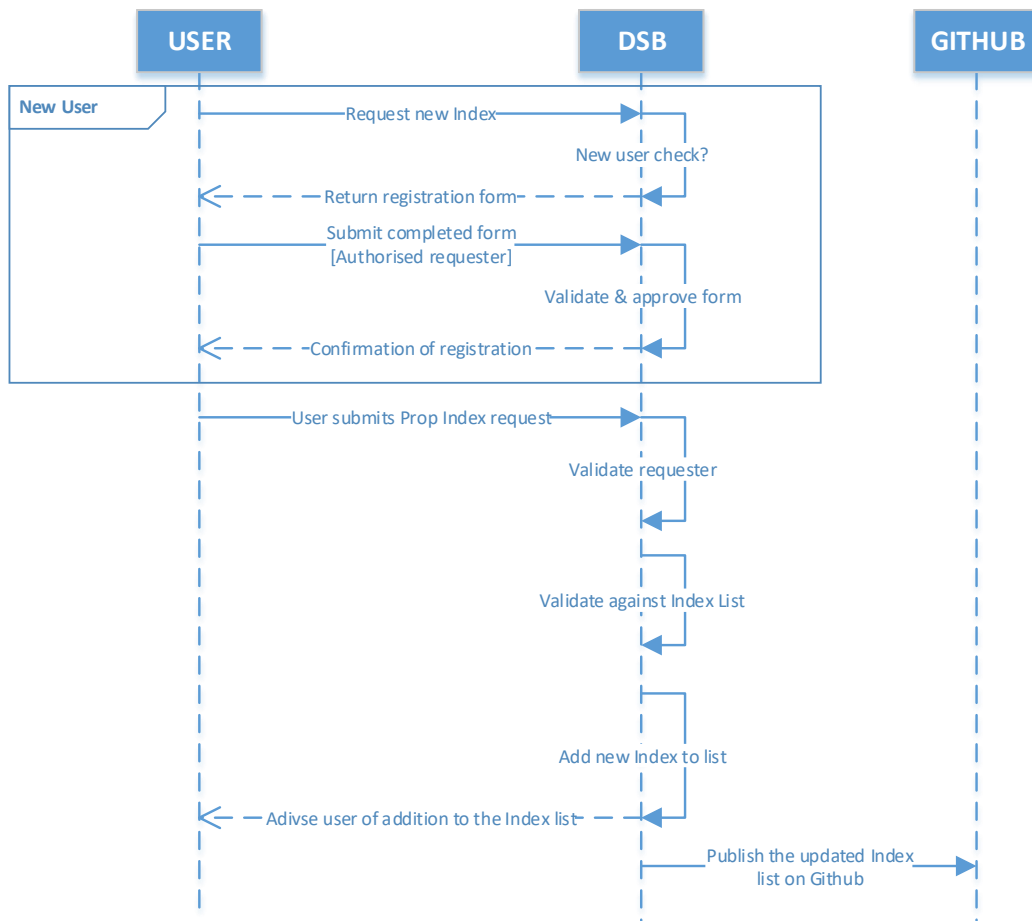 USER
DSB
GITHUB
New User
Request new Index
New user check?
Return registration form
Submit completed form
[Authorised requester]
Validate & approve form
Confirmation of registration
User submits Prop Index request
Validate requester
Validate against Index List
Add new Index to list
Adivse user of addition to the Index list
Publish the updated Index
list on Github